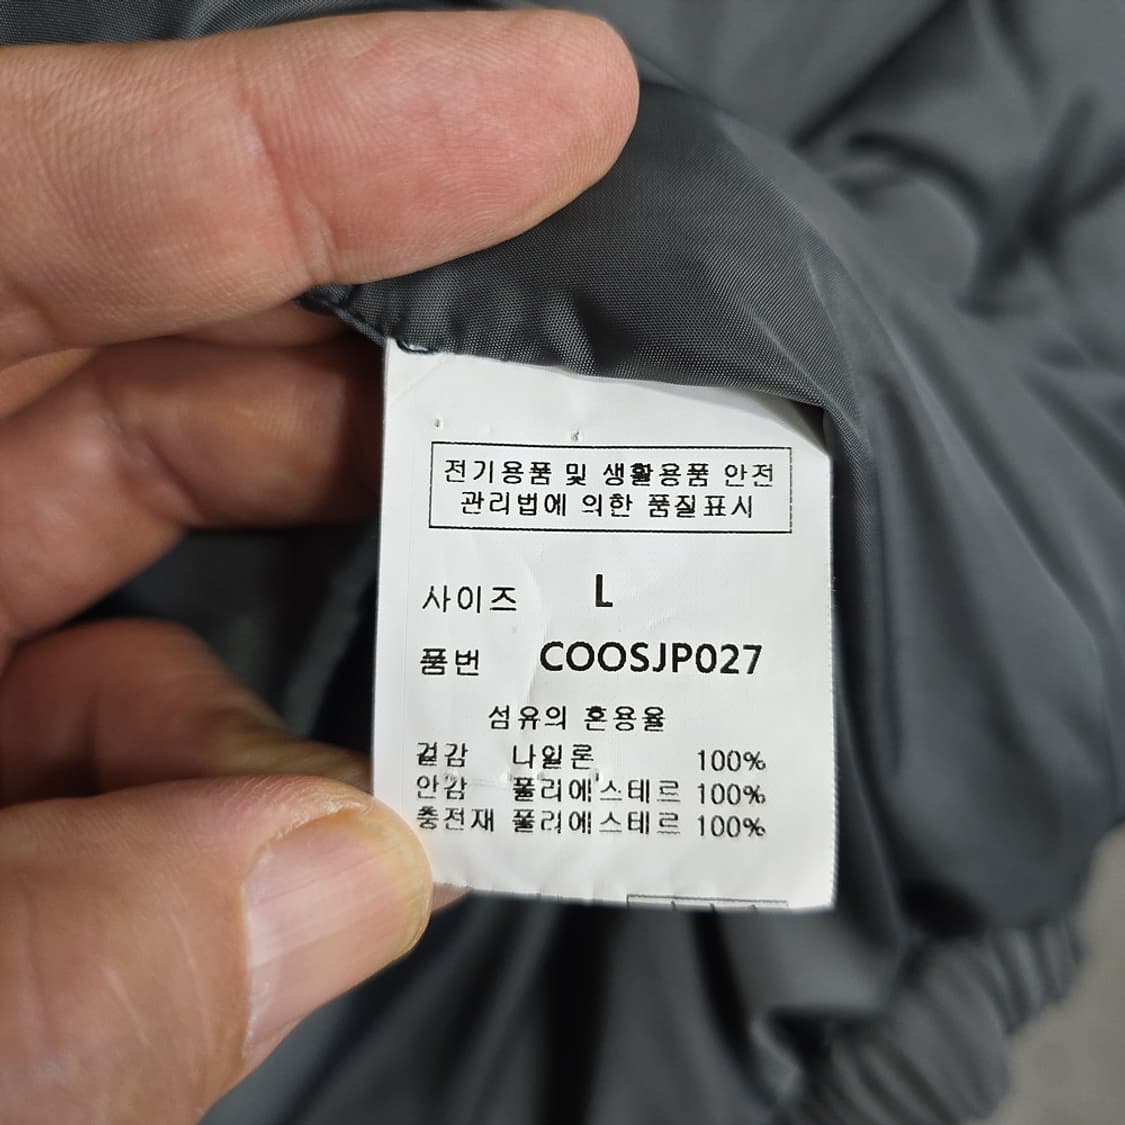 전기용품 및 생활용품 안전
관리법에 의한 품질표시
사이즈 L
품번 COOSJP027
섬유의 혼용율
겉감 나일론 100%
안감 폴리에스테르 100%
충전재 폴리에스테르 100%